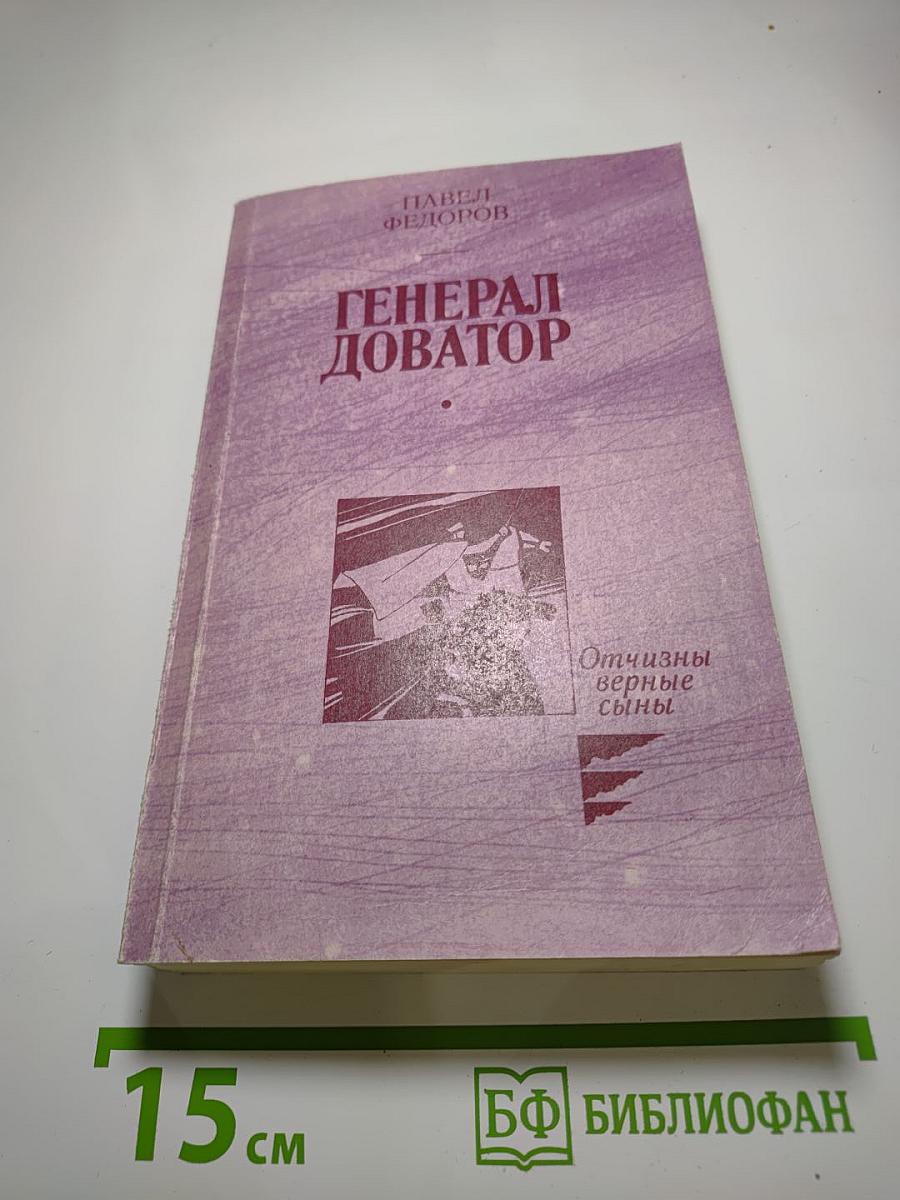 ПАВЕЛ
ФЕДОРОВ
ГЕНЕРАЛ
ДОВАТОР
Отчизны
верные
сыны
15 см
БФ БИБЛИОФАН